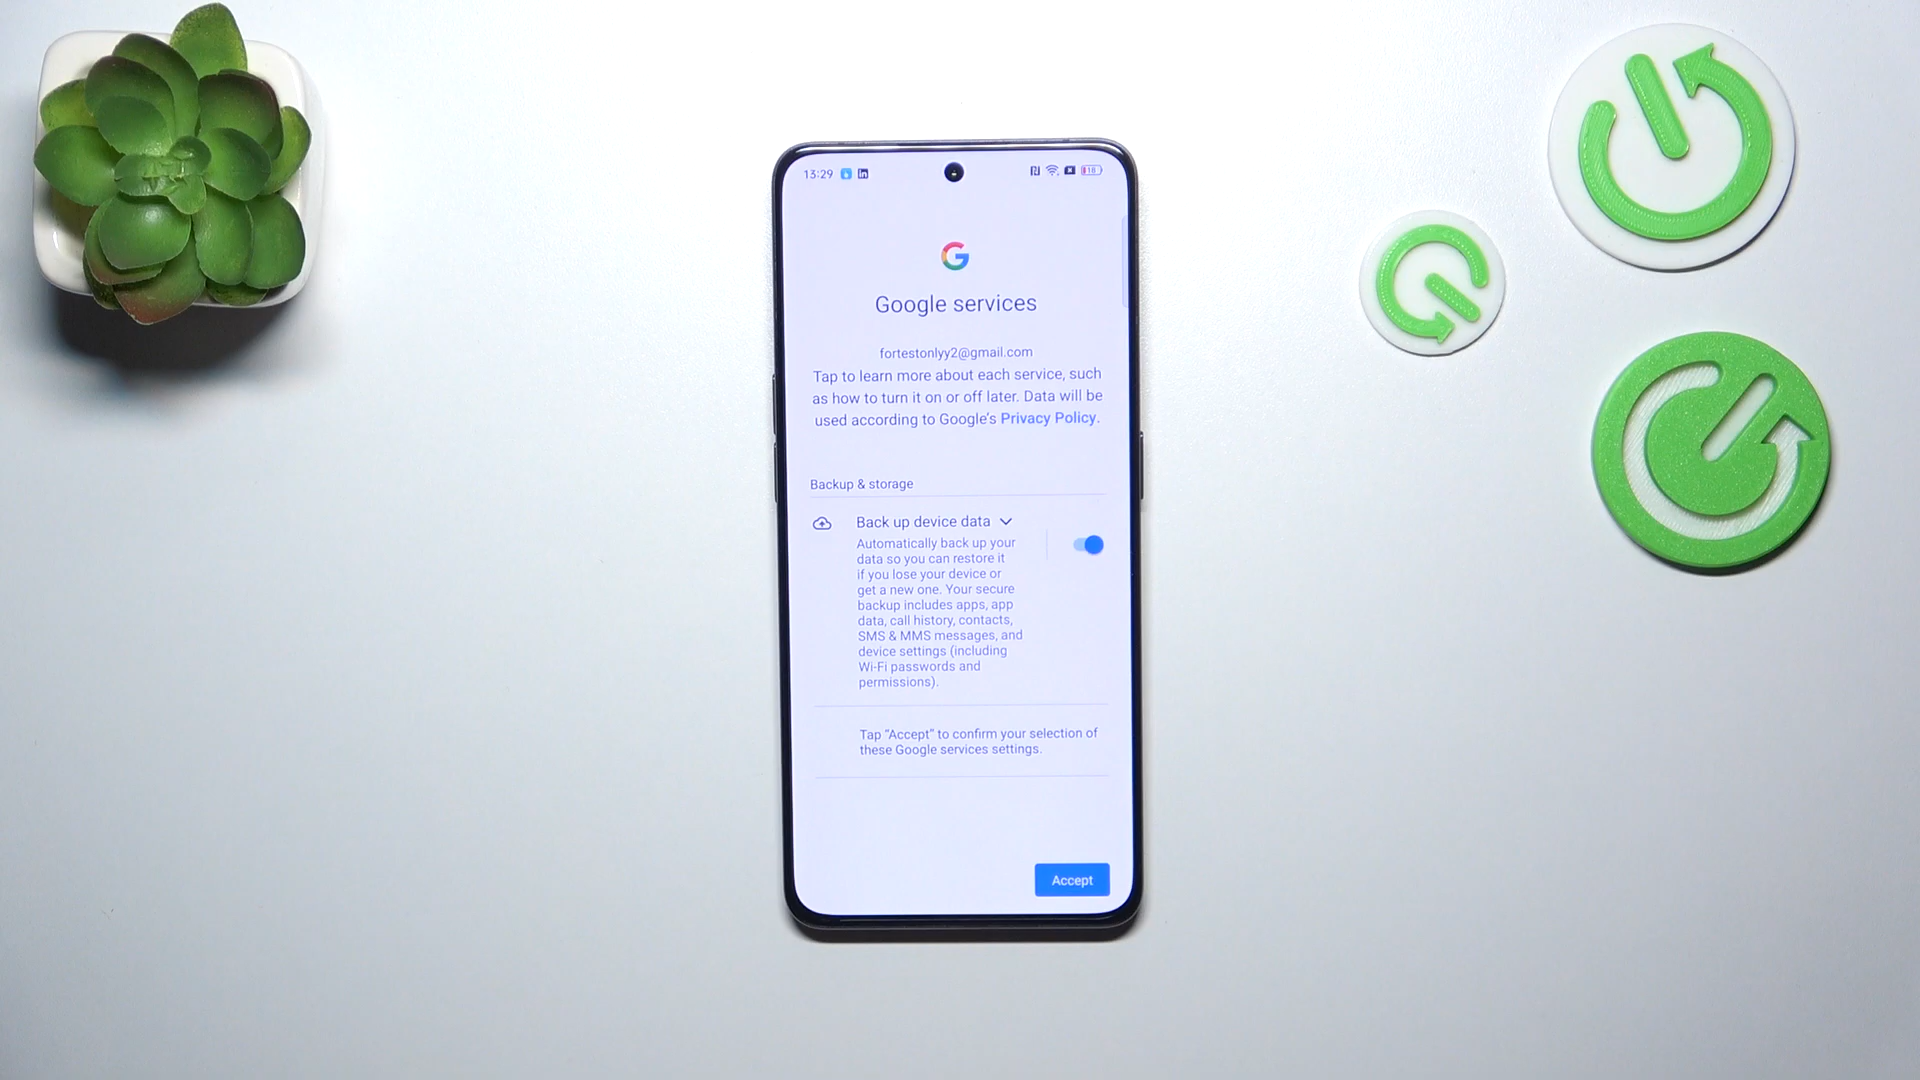 13:29
in
18
G
Google services
fortestonlyy2@gmail.com
Tap to learn more about each service, such
as how to turn it on or off later. Data will be
used according to Google's Privacy Policy.
Backup & storage
Back up device data
Automatically back up your
data so you can restore it
if you lose your device or
get a new one. Your secure
backup includes apps, app
data, call history, contacts,
SMS & MMS messages, and
device settings (including
Wi-Fi passwords and
permissions).
Tap "Accept" to confirm your selection of
these Google services settings.
Accept